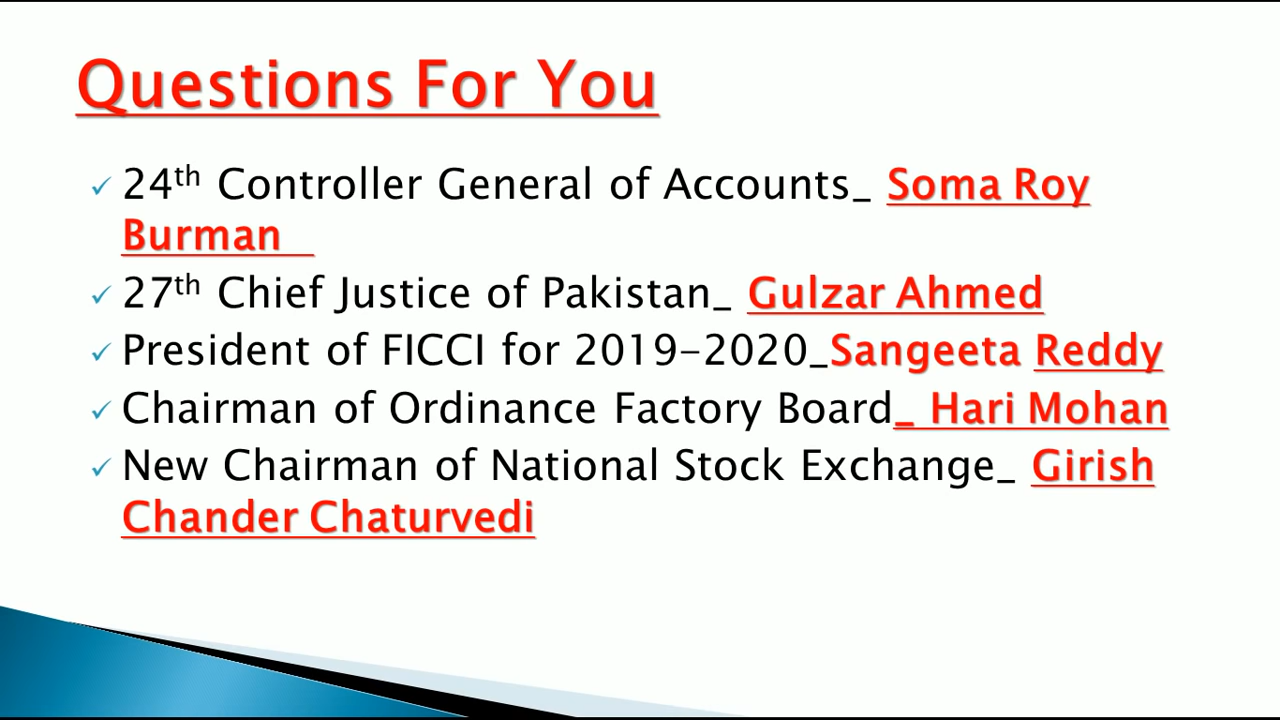 Questions For You
24th Controller General of Accounts_ Soma Roy
Burman_
27th Chief Justice of Pakistan_ Gulzar Ahmed
President of FICCI for 2019-2020_Sangeeta Reddy
Chairman of Ordinance Factory Board_ Hari Mohan
New Chairman of National Stock Exchange_ Girish
Chander Chaturvedi